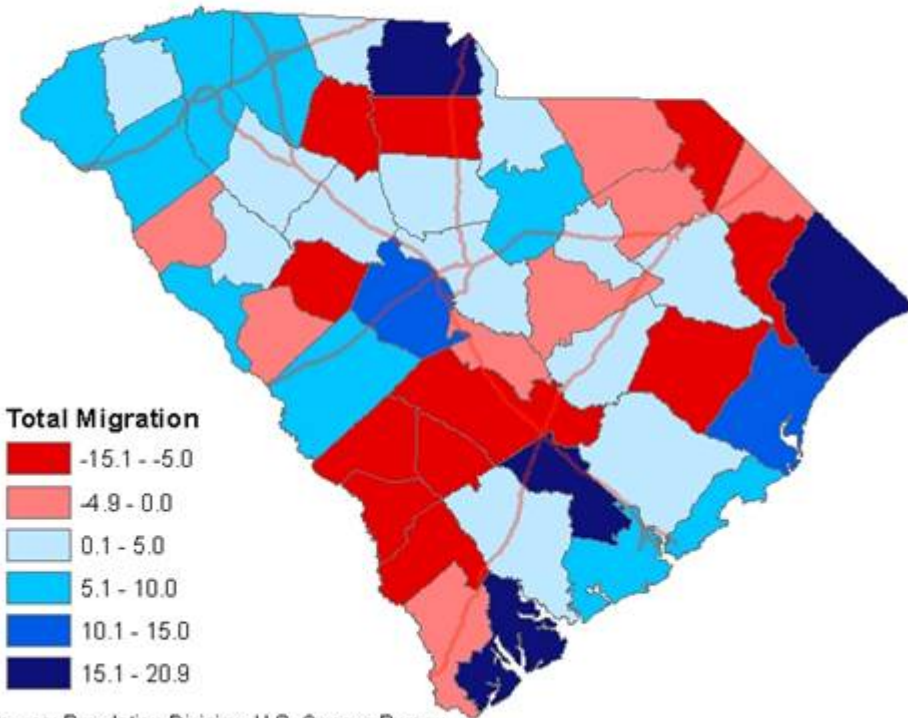 Total Migration
-15.1 - -5.0
-4.9 - 0.0
0.1 - 5.0
5.1 - 10.0
10.1 - 15.0
15.1 - 20.9
Population Division, U.S. Census